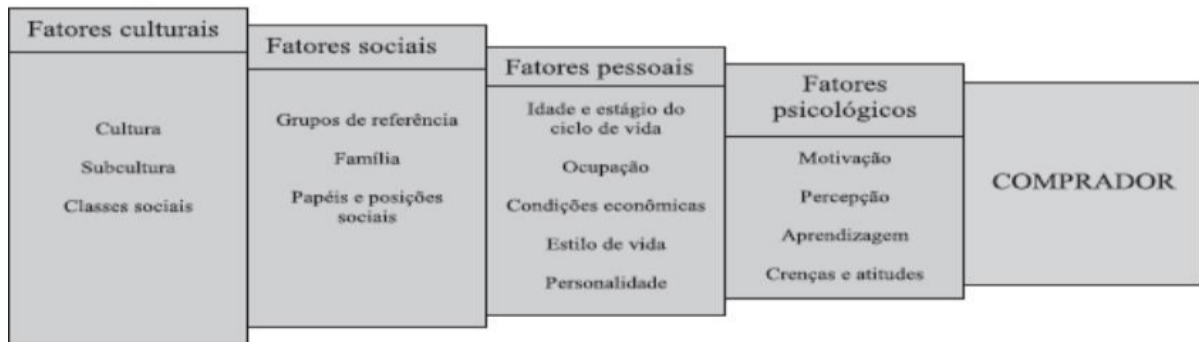 Fatores culturais
Cultura
Subcultura
Classes sociais
Fatores sociais
Grupos de referência
Família
Papéis e posições
sociais
Fatores pessoais
Idade e estágio do
ciclo de vida
Ocupação
Condições econômicas
Estilo de vida
Personalidade
Fatores
psicológicos
Motivação
Percepção
Aprendizagem
Crenças e atitudes
COMPRADOR